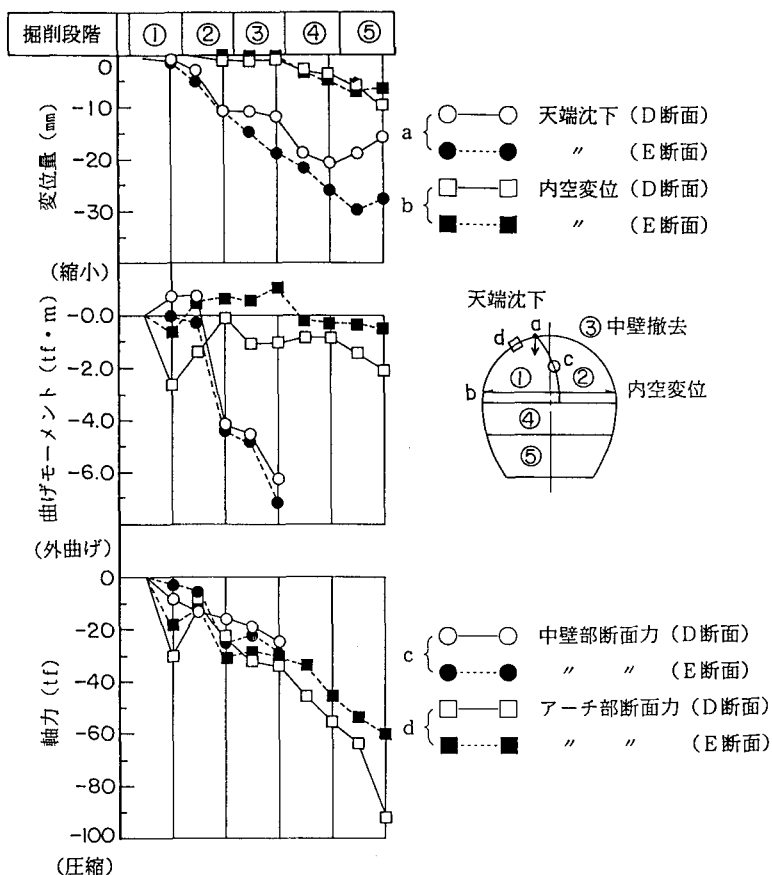 掘削段階 ① ② ③ ④ ⑤
変位量 (mm)
0
-10
-20
-30
(縮小)
a
天端沈下 (D断面)
〃 (E断面)
b
内空変位 (D断面)
〃 (E断面)
曲げモーメント (tf・m)
-0.0
-2.0
-4.0
-6.0
(外曲げ)
天端沈下
a
③中壁撤去
d
c
①
②
b
内空変位
④
⑤
軸力 (tf)
0
-20
-40
-60
-80
-100
(圧縮)
c
中壁部断面力 (D断面)
〃 〃 (E断面)
d
アーチ部断面力 (D断面)
〃 〃 (E断面)